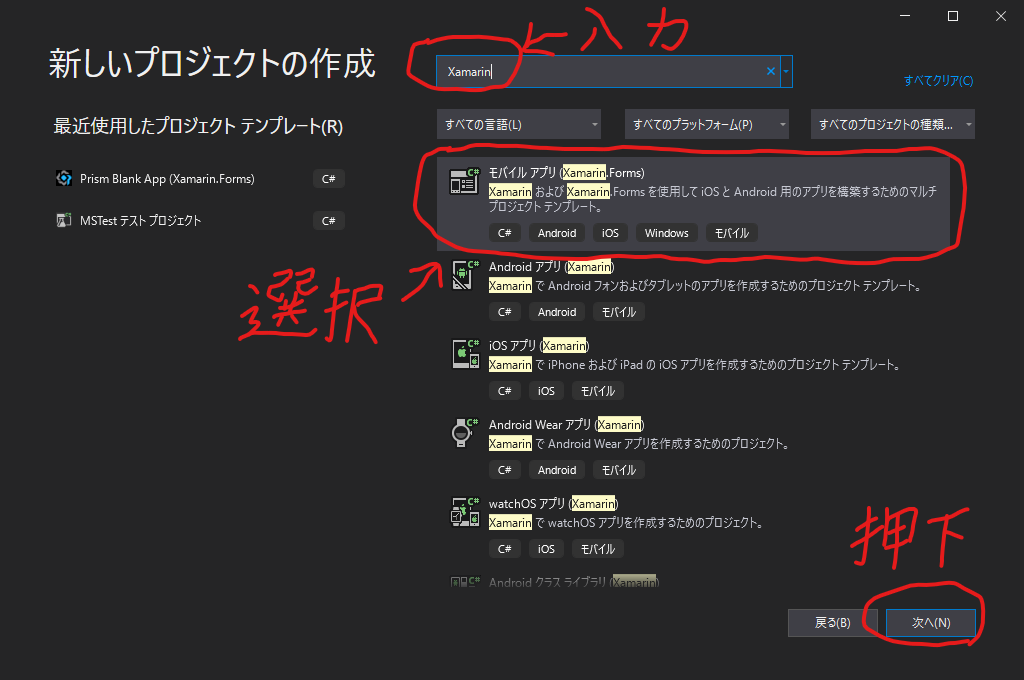 ←入力
新しいプロジェクトの作成
Xamarin
すべてクリア(C)
最近使用したプロジェクト テンプレート(R)
Prism Blank App (Xamarin.Forms) C#
MSTest テスト プロジェクト C#
すべての言語(L) すべてのプラットフォーム(P) すべてのプロジェクトの種類...
モバイル アプリ (Xamarin.Forms)
Xamarin および Xamarin.Forms を使用して iOS と Android 用のアプリを構築するためのマルチ
プロジェクト テンプレート。
C# Android iOS Windows モバイル
選択
Android アプリ (Xamarin)
Xamarin で Android フォンおよびタブレットのアプリを作成するためのプロジェクト テンプレート。
C# Android モバイル
iOS アプリ (Xamarin)
Xamarin で iPhone および iPad の iOS アプリを作成するためのプロジェクト テンプレート。
C# iOS モバイル
Android Wear アプリ (Xamarin)
Xamarin で Android Wear アプリを作成するためのプロジェクト。
C# Android モバイル
watchOS アプリ (Xamarin)
Xamarin で watchOS アプリを作成するためのプロジェクト。
C# iOS モバイル
Android クラス ライブラリ (Xamarin)
押下
戻る(B) 次へ(N)